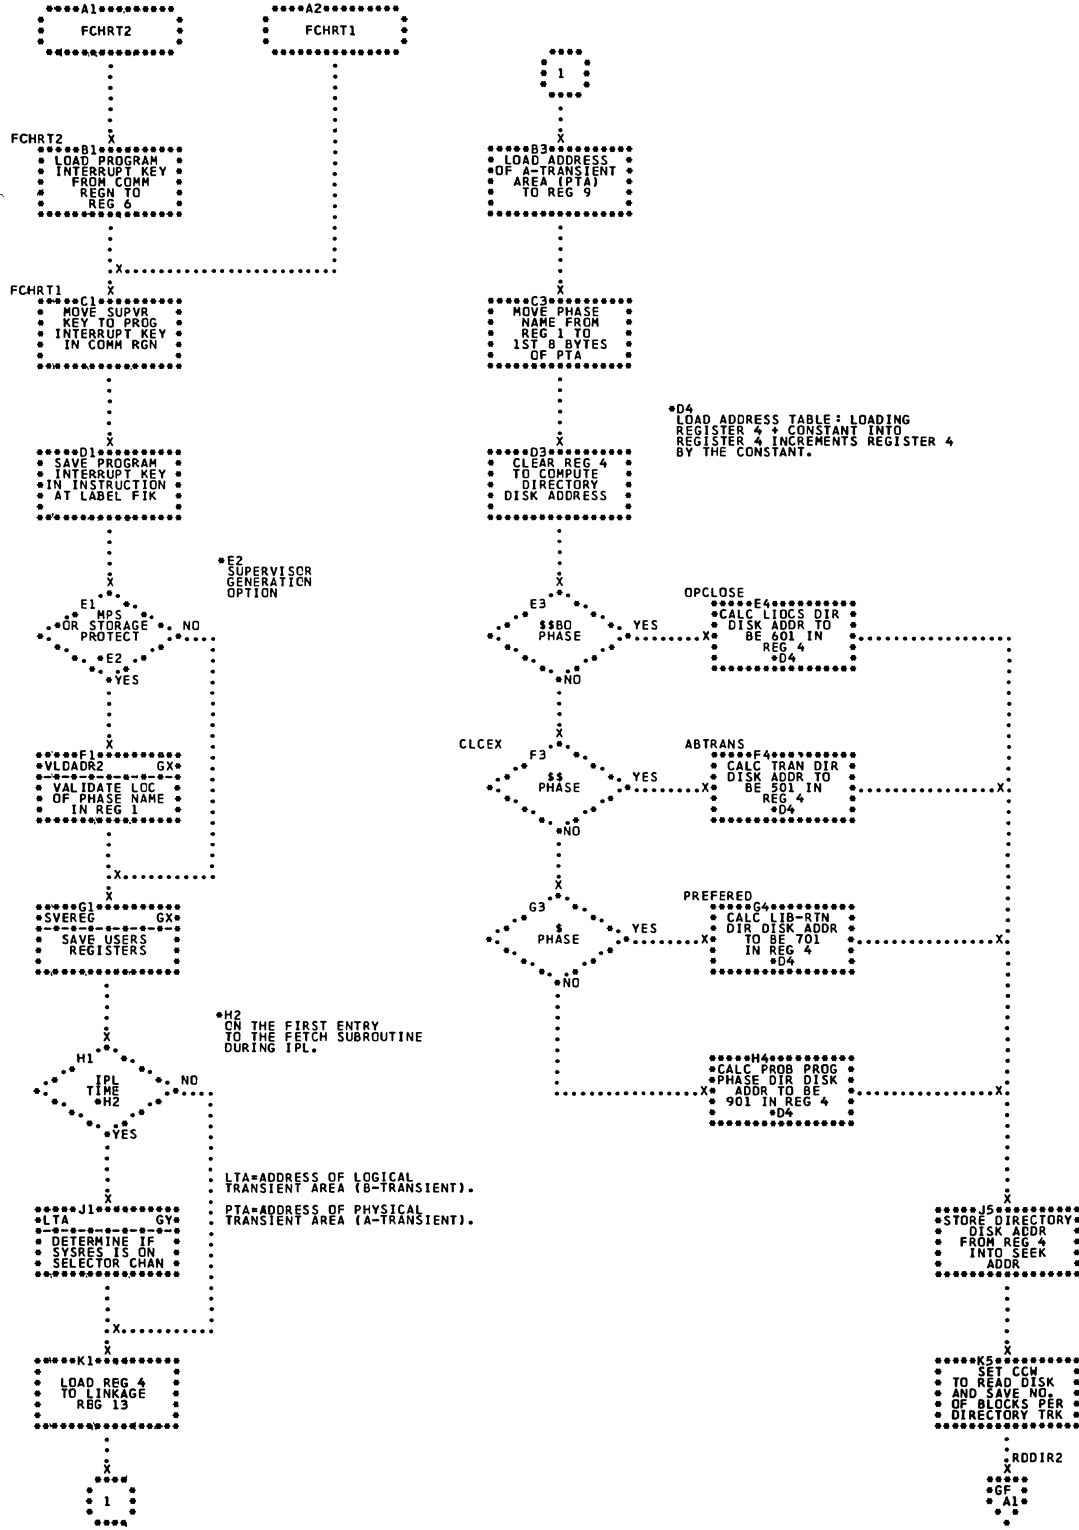 A1
FCHRT2
A2
FCHRT1
1
FCHRT2
B1
LOAD PROGRAM
INTERRUPT KEY
FROM COMM
REGN TO
REG 6
B3
LOAD ADDRESS
OF A-TRANSIENT
AREA (PTA)
TO REG 9
FCHRT1
C1
MOVE SUPVR
KEY TO PROG
INTERRUPT KEY
IN COMM RGN
C3
MOVE PHASE
NAME FROM
REG 1 TO
1ST 8 BYTES
OF PTA
*D4
LOAD ADDRESS TABLE: LOADING
REGISTER 4 + CONSTANT INTO
REGISTER 4 INCREMENTS REGISTER 4
BY THE CONSTANT.
D1
SAVE PROGRAM
INTERRUPT KEY
IN INSTRUCTION
AT LABEL FIK
D3
CLEAR REG 4
TO COMPUTE
DIRECTORY
DISK ADDRESS
*E2
SUPERVISOR
GENERATION
OPTION
E1
MPS
OR STORAGE
PROTECT
*E2
NO
YES
E3
$$BO
PHASE
YES
NO
OPCLOSE
E4
CALC LIOCS DIR
DISK ADDR TO
BE 601 IN
REG 4
*D4
F1
VLDADR2 GX
VALIDATE LOC
OF PHASE NAME
IN REG 1
CLCEX
F3
$$
PHASE
YES
NO
ABTRANS
F4
CALC TRAN DIR
DISK ADDR TO
BE 501 IN
REG 4
*D4
G1
SVEREG GX
SAVE USERS
REGISTERS
G3
$
PHASE
YES
NO
PREFERED
G4
CALC LIB-RTN
DIR DISK ADDR
TO BE 701
IN REG 4
*D4
*H2
ON THE FIRST ENTRY
TO THE FETCH SUBROUTINE
DURING IPL.
H1
IPL
TIME
*H2
NO
YES
H4
CALC PROB PROG
PHASE DIR DISK
ADDR TO BE
901 IN REG 4
*D4
LTA=ADDRESS OF LOGICAL
TRANSIENT AREA (B-TRANSIENT).
PTA=ADDRESS OF PHYSICAL
TRANSIENT AREA (A-TRANSIENT).
J1
LTA GY
DETERMINE IF
SYSRES IS ON
SELECTOR CHAN
J5
STORE DIRECTORY
DISK ADDR
FROM REG 4
INTO SEEK
ADDR
K1
LOAD REG 4
TO LINKAGE
REG 13
K5
SET CCW
TO READ DISK
AND SAVE NO.
OF BLOCKS PER
DIRECTORY TRK
RDDIR2
1
GF
A1